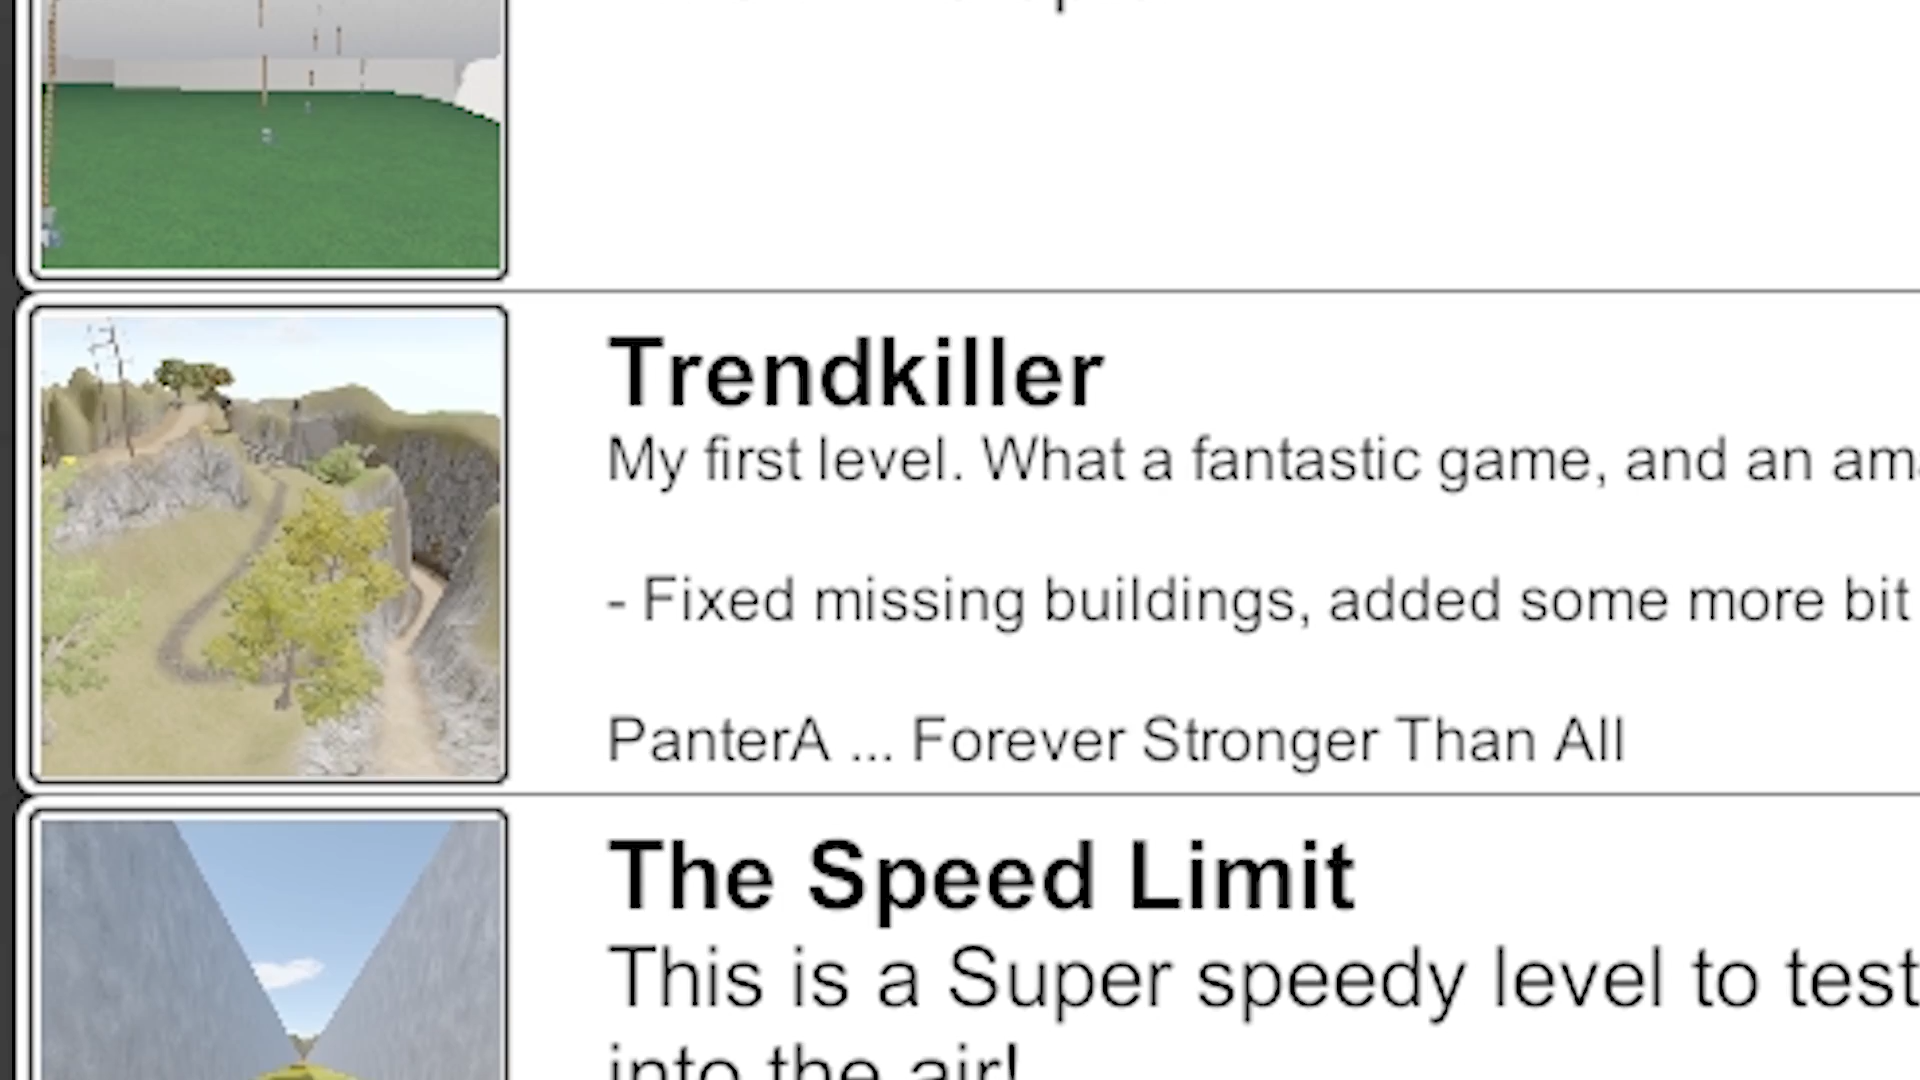 Trendkiller
My first level. What a fantastic game, and an am
- Fixed missing buildings, added some more bit
PanterA ... Forever Stronger Than All
The Speed Limit
This is a Super speedy level to test
into the air!